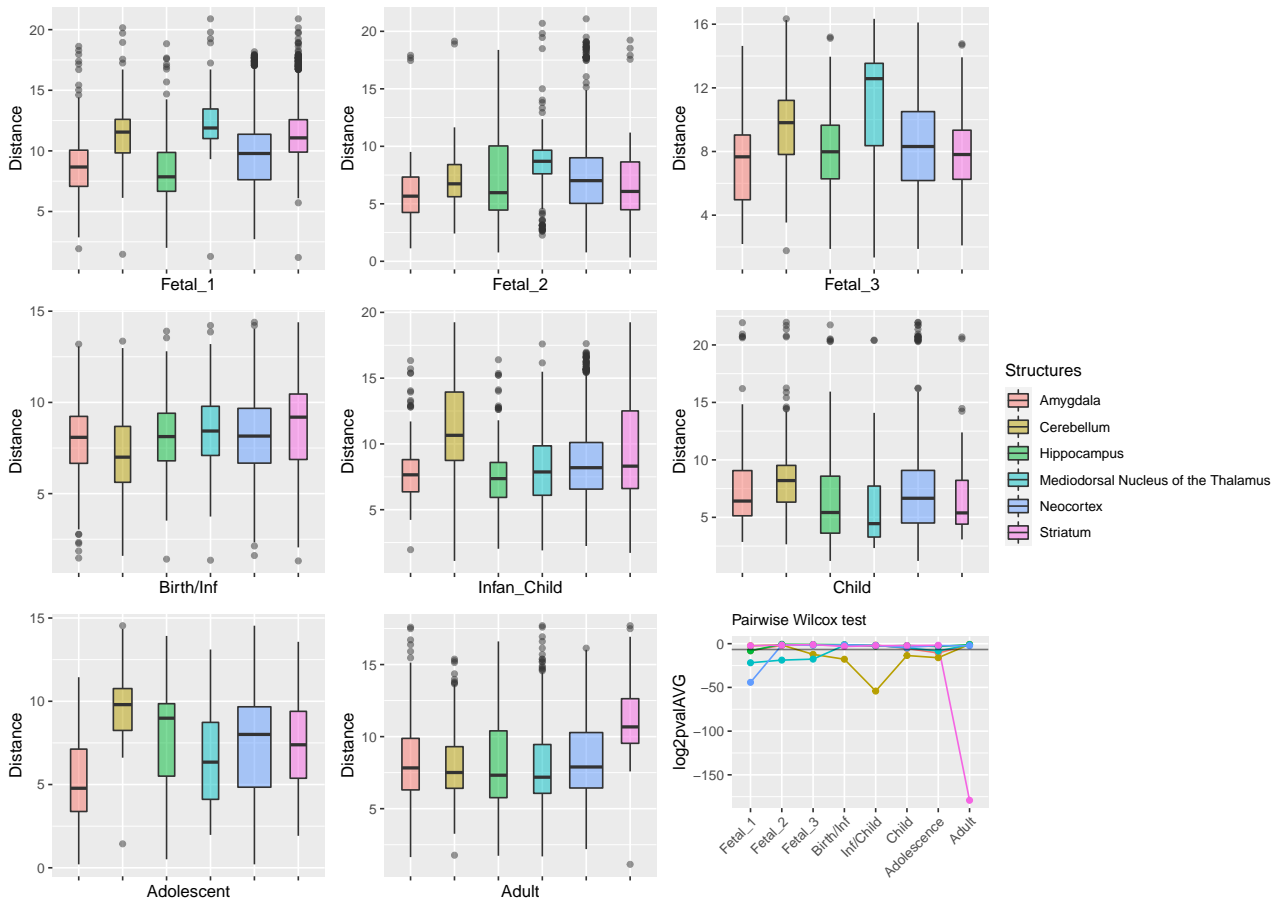 Distance
20
15
10
5
Fetal_1
Distance
20
15
10
5
0
Fetal_2
Distance
16
12
8
4
Fetal_3
Distance
15
10
5
Birth/Inf
Distance
20
15
10
5
Infan_Child
Distance
20
15
10
5
Child
Structures
Amygdala
Cerebellum
Hippocampus
Mediodorsal Nucleus of the Thalamus
Neocortex
Striatum
Distance
15
10
5
0
Adolescent
Distance
15
10
5
Adult
Pairwise Wilcox test
log2pvalAVG
0
−50
−100
−150
Fetal_1
Fetal_2
Fetal_3
Birth/Inf
Inf/Child
Child
Adolescence
Adult